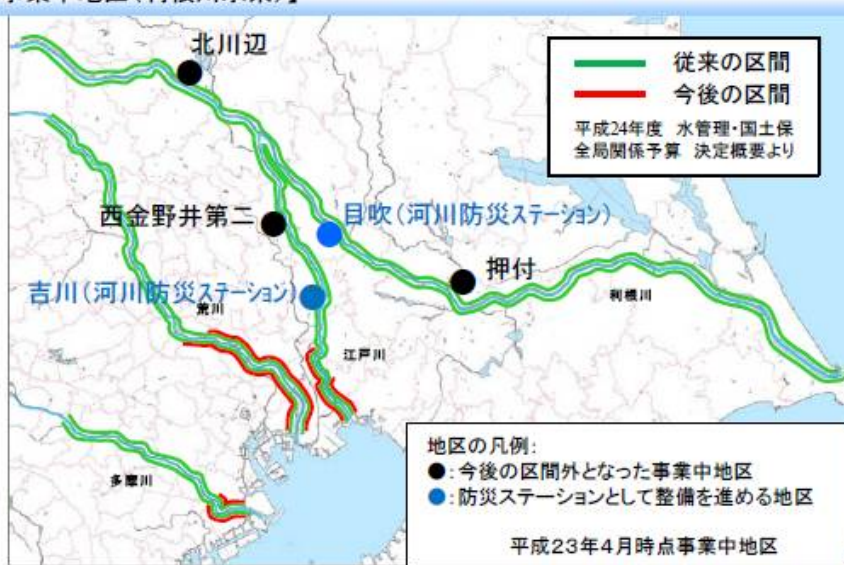 北川辺
従来の区間
今後の区間
平成24年度 水管理・国土保
全局関係予算 決定概要より
西金野井第二
目吹(河川防災ステーション)
押付
吉川(河川防災ステーション)
荒川
利根川
江戸川
多摩川
地区の凡例:
●:今後の区間外となった事業中地区
●:防災ステーションとして整備を進める地区
平成23年4月時点事業中地区